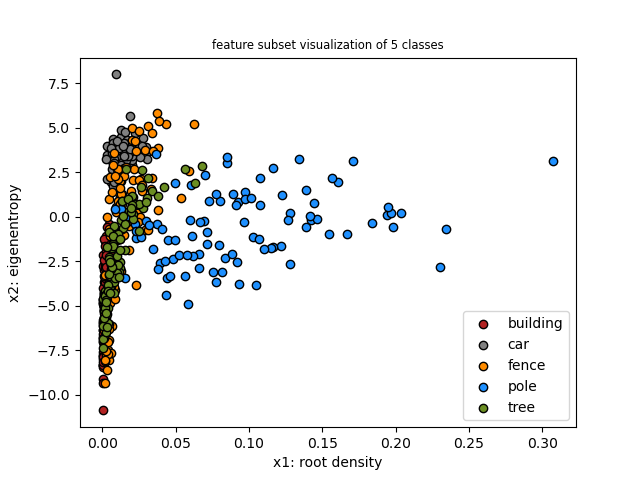 feature subset visualization of 5 classes
7.5
5.0
2.5
0.0
−2.5
−5.0
−7.5
−10.0
x2: eigenentropy
building
car
fence
pole
tree
0.00 0.05 0.10 0.15 0.20 0.25 0.30
x1: root density